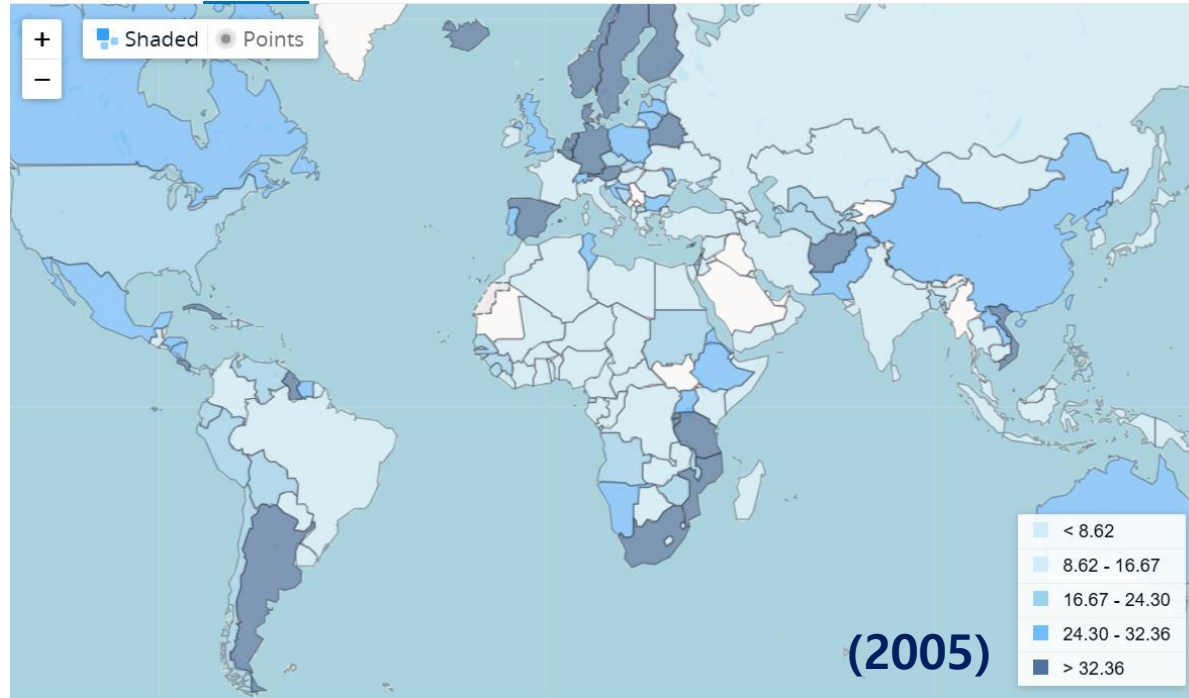 +
Shaded Points
−
< 8.62
8.62 - 16.67
16.67 - 24.30
24.30 - 32.36
> 32.36
(2005)